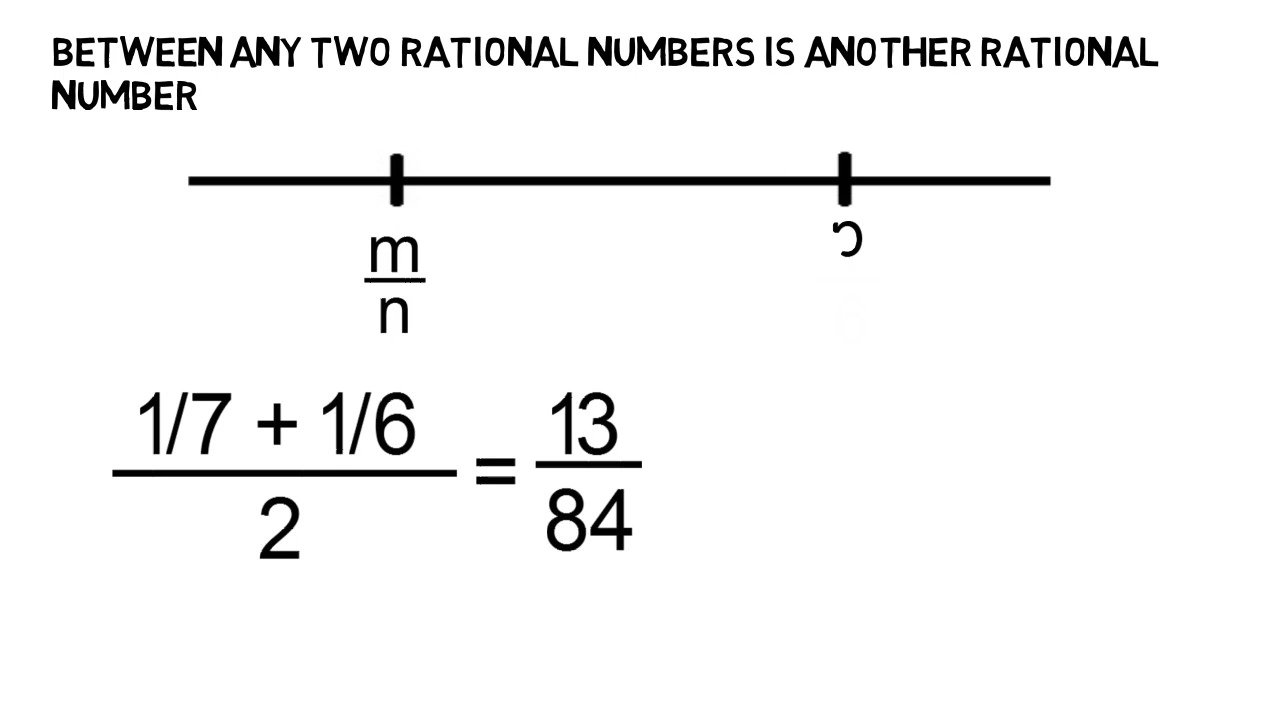 BETWEEN ANY TWO RATIONAL NUMBERS IS ANOTHER RATIONAL
NUMBER
m
n
1/7 + 1/6
2
=
13
84